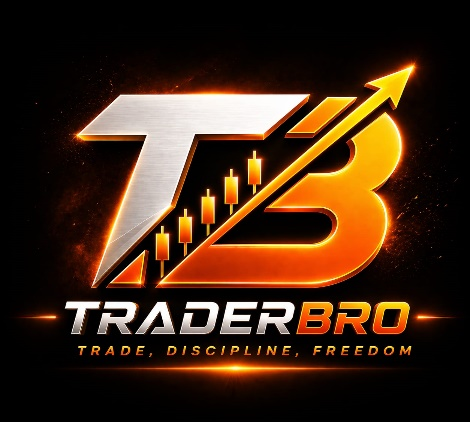 TB
TRADERBRO
TRADE, DISCIPLINE, FREEDOM